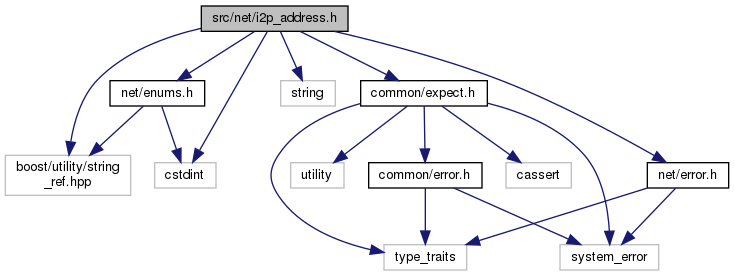 src/net/i2p_address.h
net/enums.h
string
common/expect.h
boost/utility/string
_ref.hpp
cstdint
utility
common/error.h
cassert
net/error.h
type_traits
system_error